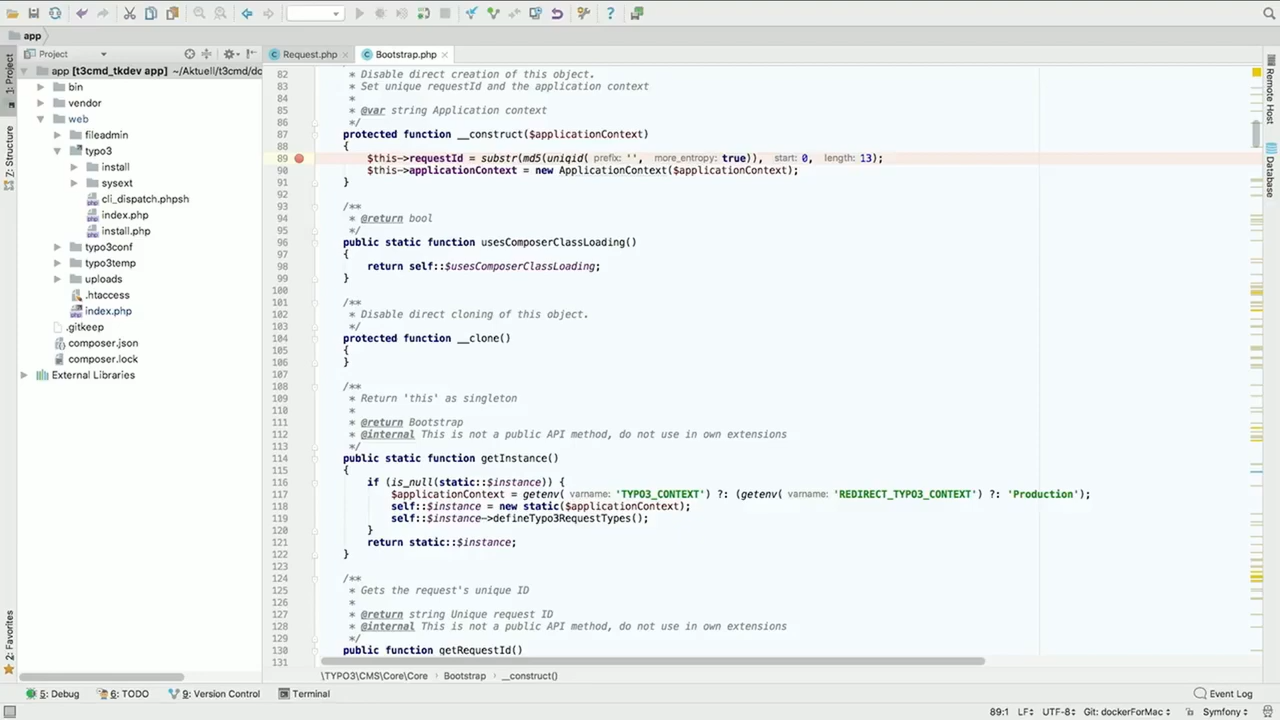 app
Project
Request.php
Bootstrap.php
1: Project
Structure
2: Favorites
app [t3cmd_tkdev app] ~/Aktuell/t3cmd/do
bin
vendor
web
fileadmin
typo3
install
sysext
cli_dispatch.phpsh
index.php
install.php
typo3conf
typo3temp
uploads
.htaccess
index.php
.gitkeep
composer.json
composer.lock
External Libraries
82 * Disable direct creation of this object.
83 * Set unique requestId and the application context
84 *
85 * @var string Application context
86 */
87 protected function __construct($applicationContext)
88 {
89 $this->requestId = substr(md5(uniqid( prefix: '', more_entropy: true)), start: 0, length: 13);
90 $this->applicationContext = new ApplicationContext($applicationContext);
91 }
92
93 /**
94 * @return bool
95 */
96 public static function usesComposerClassLoading()
97 {
98 return self::$usesComposerClassLoading;
99 }
100
101 /**
102 * Disable direct cloning of this object.
103 */
104 protected function __clone()
105 {
106 }
107
108 /**
109 * Return 'this' as singleton
110 *
111 * @return Bootstrap
112 * @internal This is not a public API method, do not use in own extensions
113 */
114 public static function getInstance()
115 {
116 if (is_null(static::$instance)) {
117 $applicationContext = getenv( varname: 'TYPO3_CONTEXT') ?: (getenv( varname: 'REDIRECT_TYPO3_CONTEXT') ?: 'Production');
118 self::$instance = new static($applicationContext);
119 self::$instance->defineTypo3RequestTypes();
120 }
121 return static::$instance;
122 }
123
124 /**
125 * Gets the request's unique ID
126 *
127 * @return string Unique request ID
128 * @internal This is not a public API method, do not use in own extensions
129 */
130 public function getRequestId()
131
Remote Host
Database
\TYPO3\CMS\Core\Core › Bootstrap › __construct()
5: Debug
6: TODO
9: Version Control
Terminal
Event Log
89:1 LF UTF-8 Git: dockerForMac Symfony